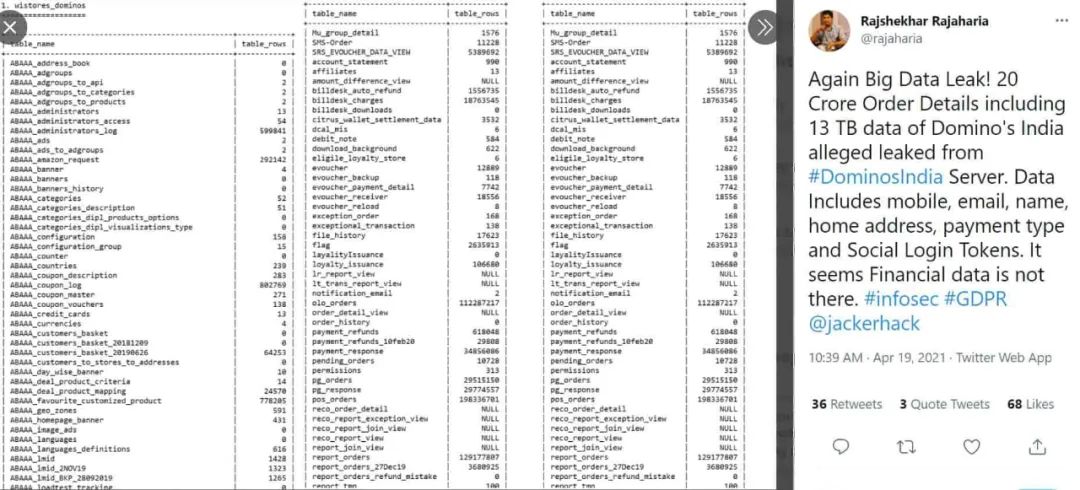 1. wistores_dominos
table_name | table_rows
ABAAA_address_book | 0
ABAAA_adgroups | 0
ABAAA_adgroups_to_api | 2
ABAAA_adgroups_to_categories | 2
ABAAA_adgroups_to_products | 2
ABAAA_administrators | 13
ABAAA_administrators_access | 54
ABAAA_administrators_log | 599841
ABAAA_ads | 2
ABAAA_ads_to_adgroups | 2
ABAAA_amazon_request | 292142
ABAAA_banner | 4
ABAAA_banners | 0
ABAAA_banners_history | 0
ABAAA_categories | 52
ABAAA_categories_description | 51
ABAAA_categories_dipl_products_options | 0
ABAAA_categories_dipl_visualizations_type | 0
ABAAA_configuration | 156
ABAAA_configuration_group | 15
ABAAA_counter | 0
ABAAA_countries | 239
ABAAA_coupon_description | 283
ABAAA_coupon_log | 802769
ABAAA_coupon_master | 271
ABAAA_coupon_vouchers | 138
ABAAA_credit_cards | 13
ABAAA_currencies | 4
ABAAA_customers_basket | 0
ABAAA_customers_basket_20181209 | 0
ABAAA_customers_basket_20190626 | 64253
ABAAA_customers_to_stores_to_addresses | 0
ABAAA_day_wise_banner | 10
ABAAA_deal_product_criteria | 14
ABAAA_deal_product_mapping | 24570
ABAAA_favourite_customized_product | 778205
ABAAA_geo_zones | 591
ABAAA_homepage_banner | 431
ABAAA_image_ads | 0
ABAAA_languages | 0
ABAAA_languages_definitions | 616
ABAAA_lmid | 1428
ABAAA_lmid_2NOV19 | 1323
ABAAA_lmid_BKP_28092019 | 1265
ABAAA_loadtest_tracking
table_name | table_rows
Mu_group_detail | 1576
SMS-Order | 11228
SRS_EVOUCHER_DATA_VIEW | 5389692
account_statement | 990
affiliates | 13
amount_difference_view | NULL
billdesk_auto_refund | 1556735
billdesk_charges | 18763545
billdesk_downloads | 0
citrus_wallet_settlement_data | 3532
dcal_mis | 6
debit_note | 584
download_background | 622
eligile_loyalty_store | 6
evoucher | 12889
evoucher_backup | 118
evoucher_payment_detail | 7742
evoucher_receiver | 18556
evoucher_reload | 8
exception_order | 168
exceptional_transaction | 138
file_history | 17623
flag | 2635913
layalityIssuance | 0
loyality_issuance | 106680
lr_report_view | NULL
lt_trans_report_view | NULL
notification_email | 2
olo_orders | 112287217
order_detail_view | NULL
order_history | 0
payment_refunds | 618048
payment_refunds_10feb20 | 29808
payment_response | 34856086
pending_orders | 10728
permissions | 313
pg_orders | 29515150
pg_response | 29774557
pos_orders | 198336701
reco_order_detail | NULL
reco_report_exception_view | NULL
reco_report_join_view | NULL
reco_report_view | NULL
report_join_view | NULL
report_orders | 129177807
report_orders_27Dec19 | 3680925
report_orders_refund_mistake | 0
report_tmp | 100
table_name | table_rows
Mu_group_detail | 1576
SMS-Order | 11228
SRS_EVOUCHER_DATA_VIEW | 5389692
account_statement | 990
affiliates | 13
amount_difference_view | NULL
billdesk_auto_refund | 1556735
billdesk_charges | 18763545
billdesk_downloads | 0
citrus_wallet_settlement_data | 3532
dcal_mis | 6
debit_note | 584
download_background | 622
eligile_loyalty_store | 6
evoucher | 12889
evoucher_backup | 118
evoucher_payment_detail | 7742
evoucher_receiver | 18556
evoucher_reload | 8
exception_order | 168
exceptional_transaction | 138
file_history | 17623
flag | 2635913
layalityIssuance | 0
loyality_issuance | 106680
lr_report_view | NULL
lt_trans_report_view | NULL
notification_email | 2
olo_orders | 112287217
order_detail_view | NULL
order_history | 0
payment_refunds | 618048
payment_refunds_10feb20 | 29808
payment_response | 34856086
pending_orders | 10728
permissions | 313
pg_orders | 29515150
pg_response | 29774557
pos_orders | 198336701
reco_order_detail | NULL
reco_report_exception_view | NULL
reco_report_join_view | NULL
reco_report_view | NULL
report_join_view | NULL
report_orders | 129177807
report_orders_27Dec19 | 3680925
report_orders_refund_mistake | 0
report_tmp | 100
Rajshekhar Rajaharia
@rajaharia
Again Big Data Leak! 20
Crore Order Details including
13 TB data of Domino's India
alleged leaked from
#DominosIndia Server. Data
Includes mobile, email, name,
home address, payment type
and Social Login Tokens. It
seems Financial data is not
there. #infosec #GDPR
@jackerhack
10:39 AM · Apr 19, 2021 · Twitter Web App
36 Retweets 3 Quote Tweets 68 Likes